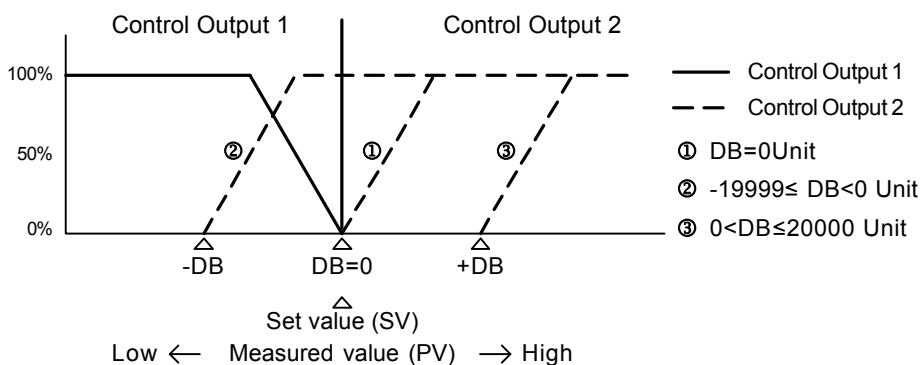 Control Output 1
Control Output 2
100%
50%
0%
② ① ③
-DB
DB=0
+DB
Set value (SV)
Low ← Measured value (PV) → High
Control Output 1
Control Output 2
① DB=0Unit
② -19999≤ DB<0 Unit
③ 0<DB≤20000 Unit